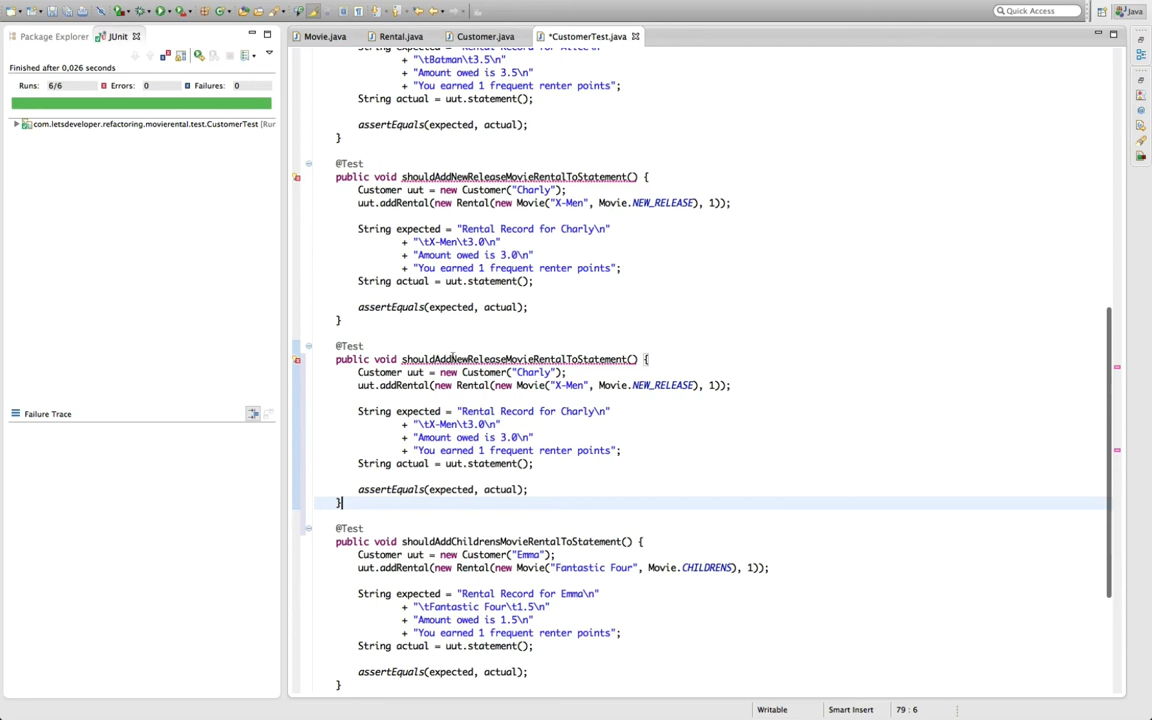 Quick Access
Java
Package Explorer
JUnit
Movie.java
Rental.java
Customer.java
*CustomerTest.java
Finished after 0,026 seconds
Runs: 6/6
Errors: 0
Failures: 0
com.letsdeveloper.refactoring.movierental.test.CustomerTest (Rur
Failure Trace
String expected = "Rental Record for Alice\n"
+ "\tBatman\t3.5\n"
+ "Amount owed is 3.5\n"
+ "You earned 1 frequent renter points";
String actual = uut.statement();
assertEquals(expected, actual);
}
@Test
public void shouldAddNewReleaseMovieRentalToStatement() {
Customer uut = new Customer("Charly");
uut.addRental(new Rental(new Movie("X-Men", Movie.NEW_RELEASE), 1));
String expected = "Rental Record for Charly\n"
+ "\tX-Men\t3.0\n"
+ "Amount owed is 3.0\n"
+ "You earned 1 frequent renter points";
String actual = uut.statement();
assertEquals(expected, actual);
}
@Test
public void shouldAddNewReleaseMovieRentalToStatement() {
Customer uut = new Customer("Charly");
uut.addRental(new Rental(new Movie("X-Men", Movie.NEW_RELEASE), 1));
String expected = "Rental Record for Charly\n"
+ "\tX-Men\t3.0\n"
+ "Amount owed is 3.0\n"
+ "You earned 1 frequent renter points";
String actual = uut.statement();
assertEquals(expected, actual);
}
@Test
public void shouldAddChildrensMovieRentalToStatement() {
Customer uut = new Customer("Emma");
uut.addRental(new Rental(new Movie("Fantastic Four", Movie.CHILDRENS), 1));
String expected = "Rental Record for Emma\n"
+ "\tFantastic Four\t1.5\n"
+ "Amount owed is 1.5\n"
+ "You earned 1 frequent renter points";
String actual = uut.statement();
assertEquals(expected, actual);
}
Writable
Smart Insert
79 : 6